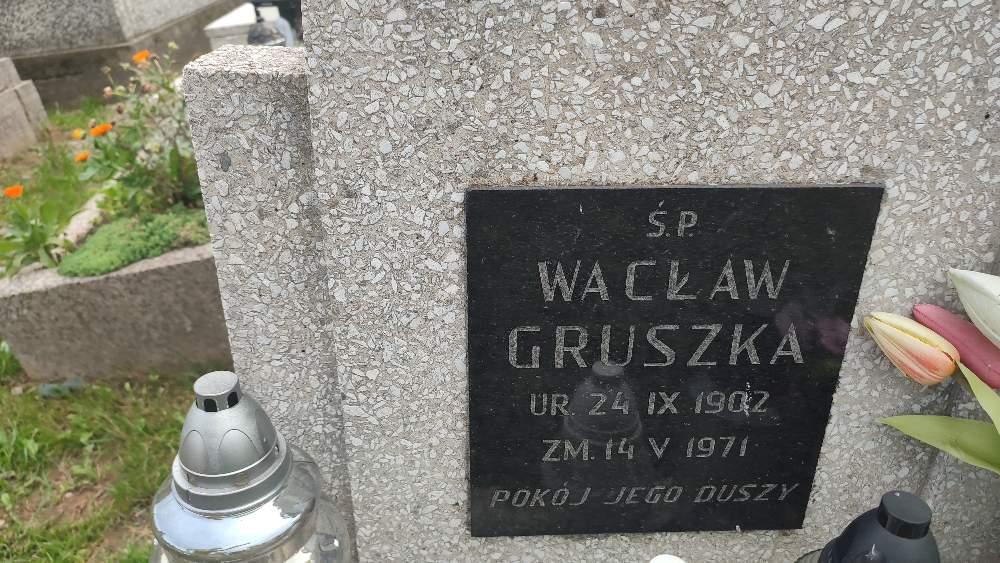 Ś.P.
WACŁAW
GRUSZKA
UR. 24 IX 1902
ZM. 14 V 1971
POKÓJ JEGO DUSZY